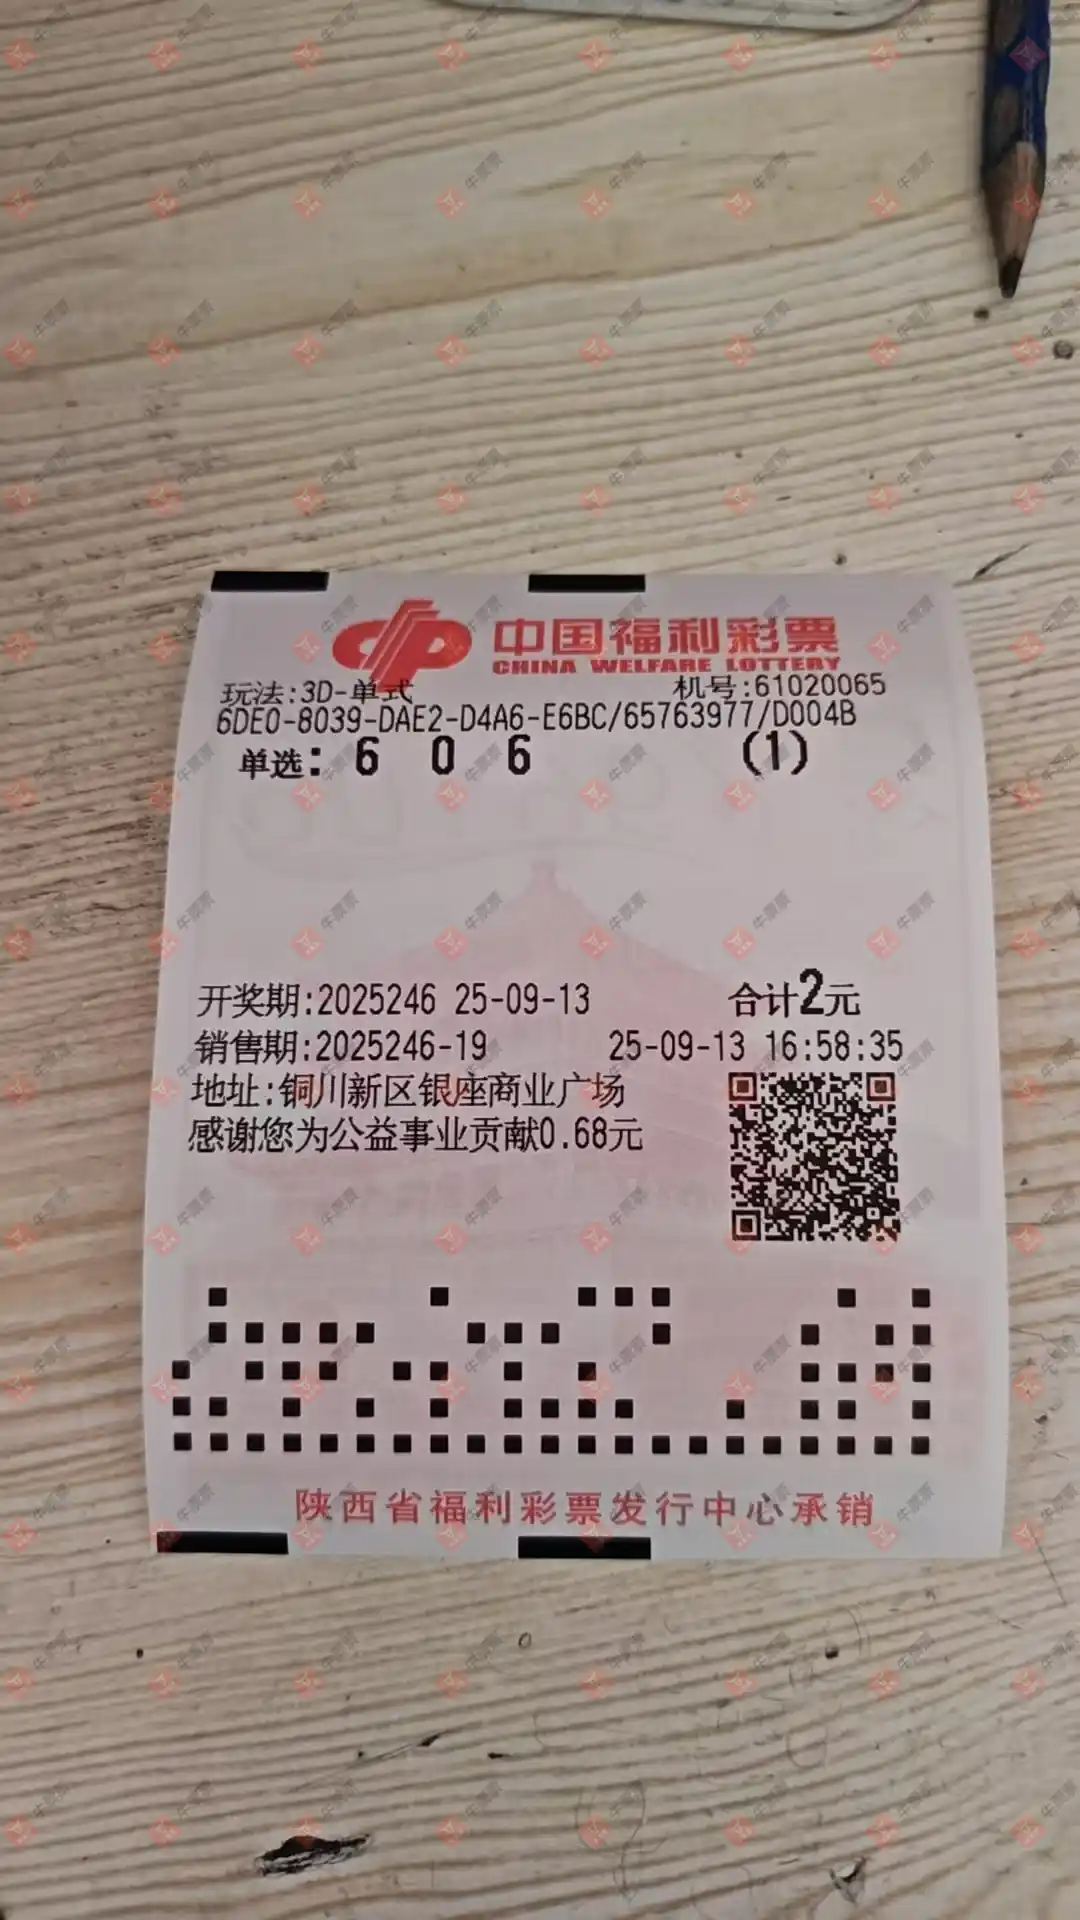 中国福利彩票
CHINA WELFARE LOTTERY
玩法:3D-单式 机号:61020065
6DE0-8039-DAE2-D4A6-E6BC/65763977/D004B
单选: 6 0 6 (1)
开奖期:2025246 25-09-13 合计2元
销售期:2025246-19 25-09-13 16:58:35
地址:铜川新区银座商业广场
感谢您为公益事业贡献0.68元
陕西省福利彩票发行中心承销
牛票票